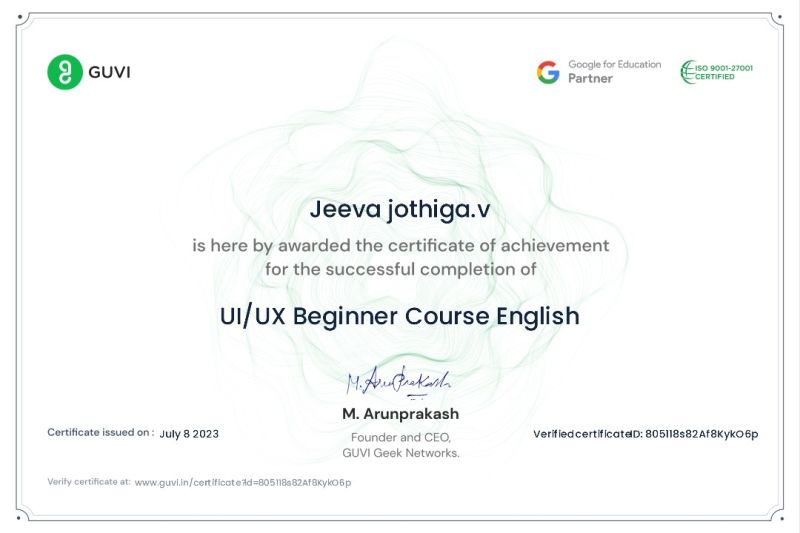 GUVI
Google for Education
Partner
ISO 9001-27001
CERTIFIED
Jeeva jothiga.v
is here by awarded the certificate of achievement
for the successful completion of
UI/UX Beginner Course English
M. Arunprakash
M. Arunprakash
Founder and CEO,
GUVI Geek Networks.
Certificate issued on : July 8 2023
Verified certificate ID: 805118s82Af8KykO6p
Verify certificate at: www.guvi.in/certificate?id=805118s82Af8KykO6p